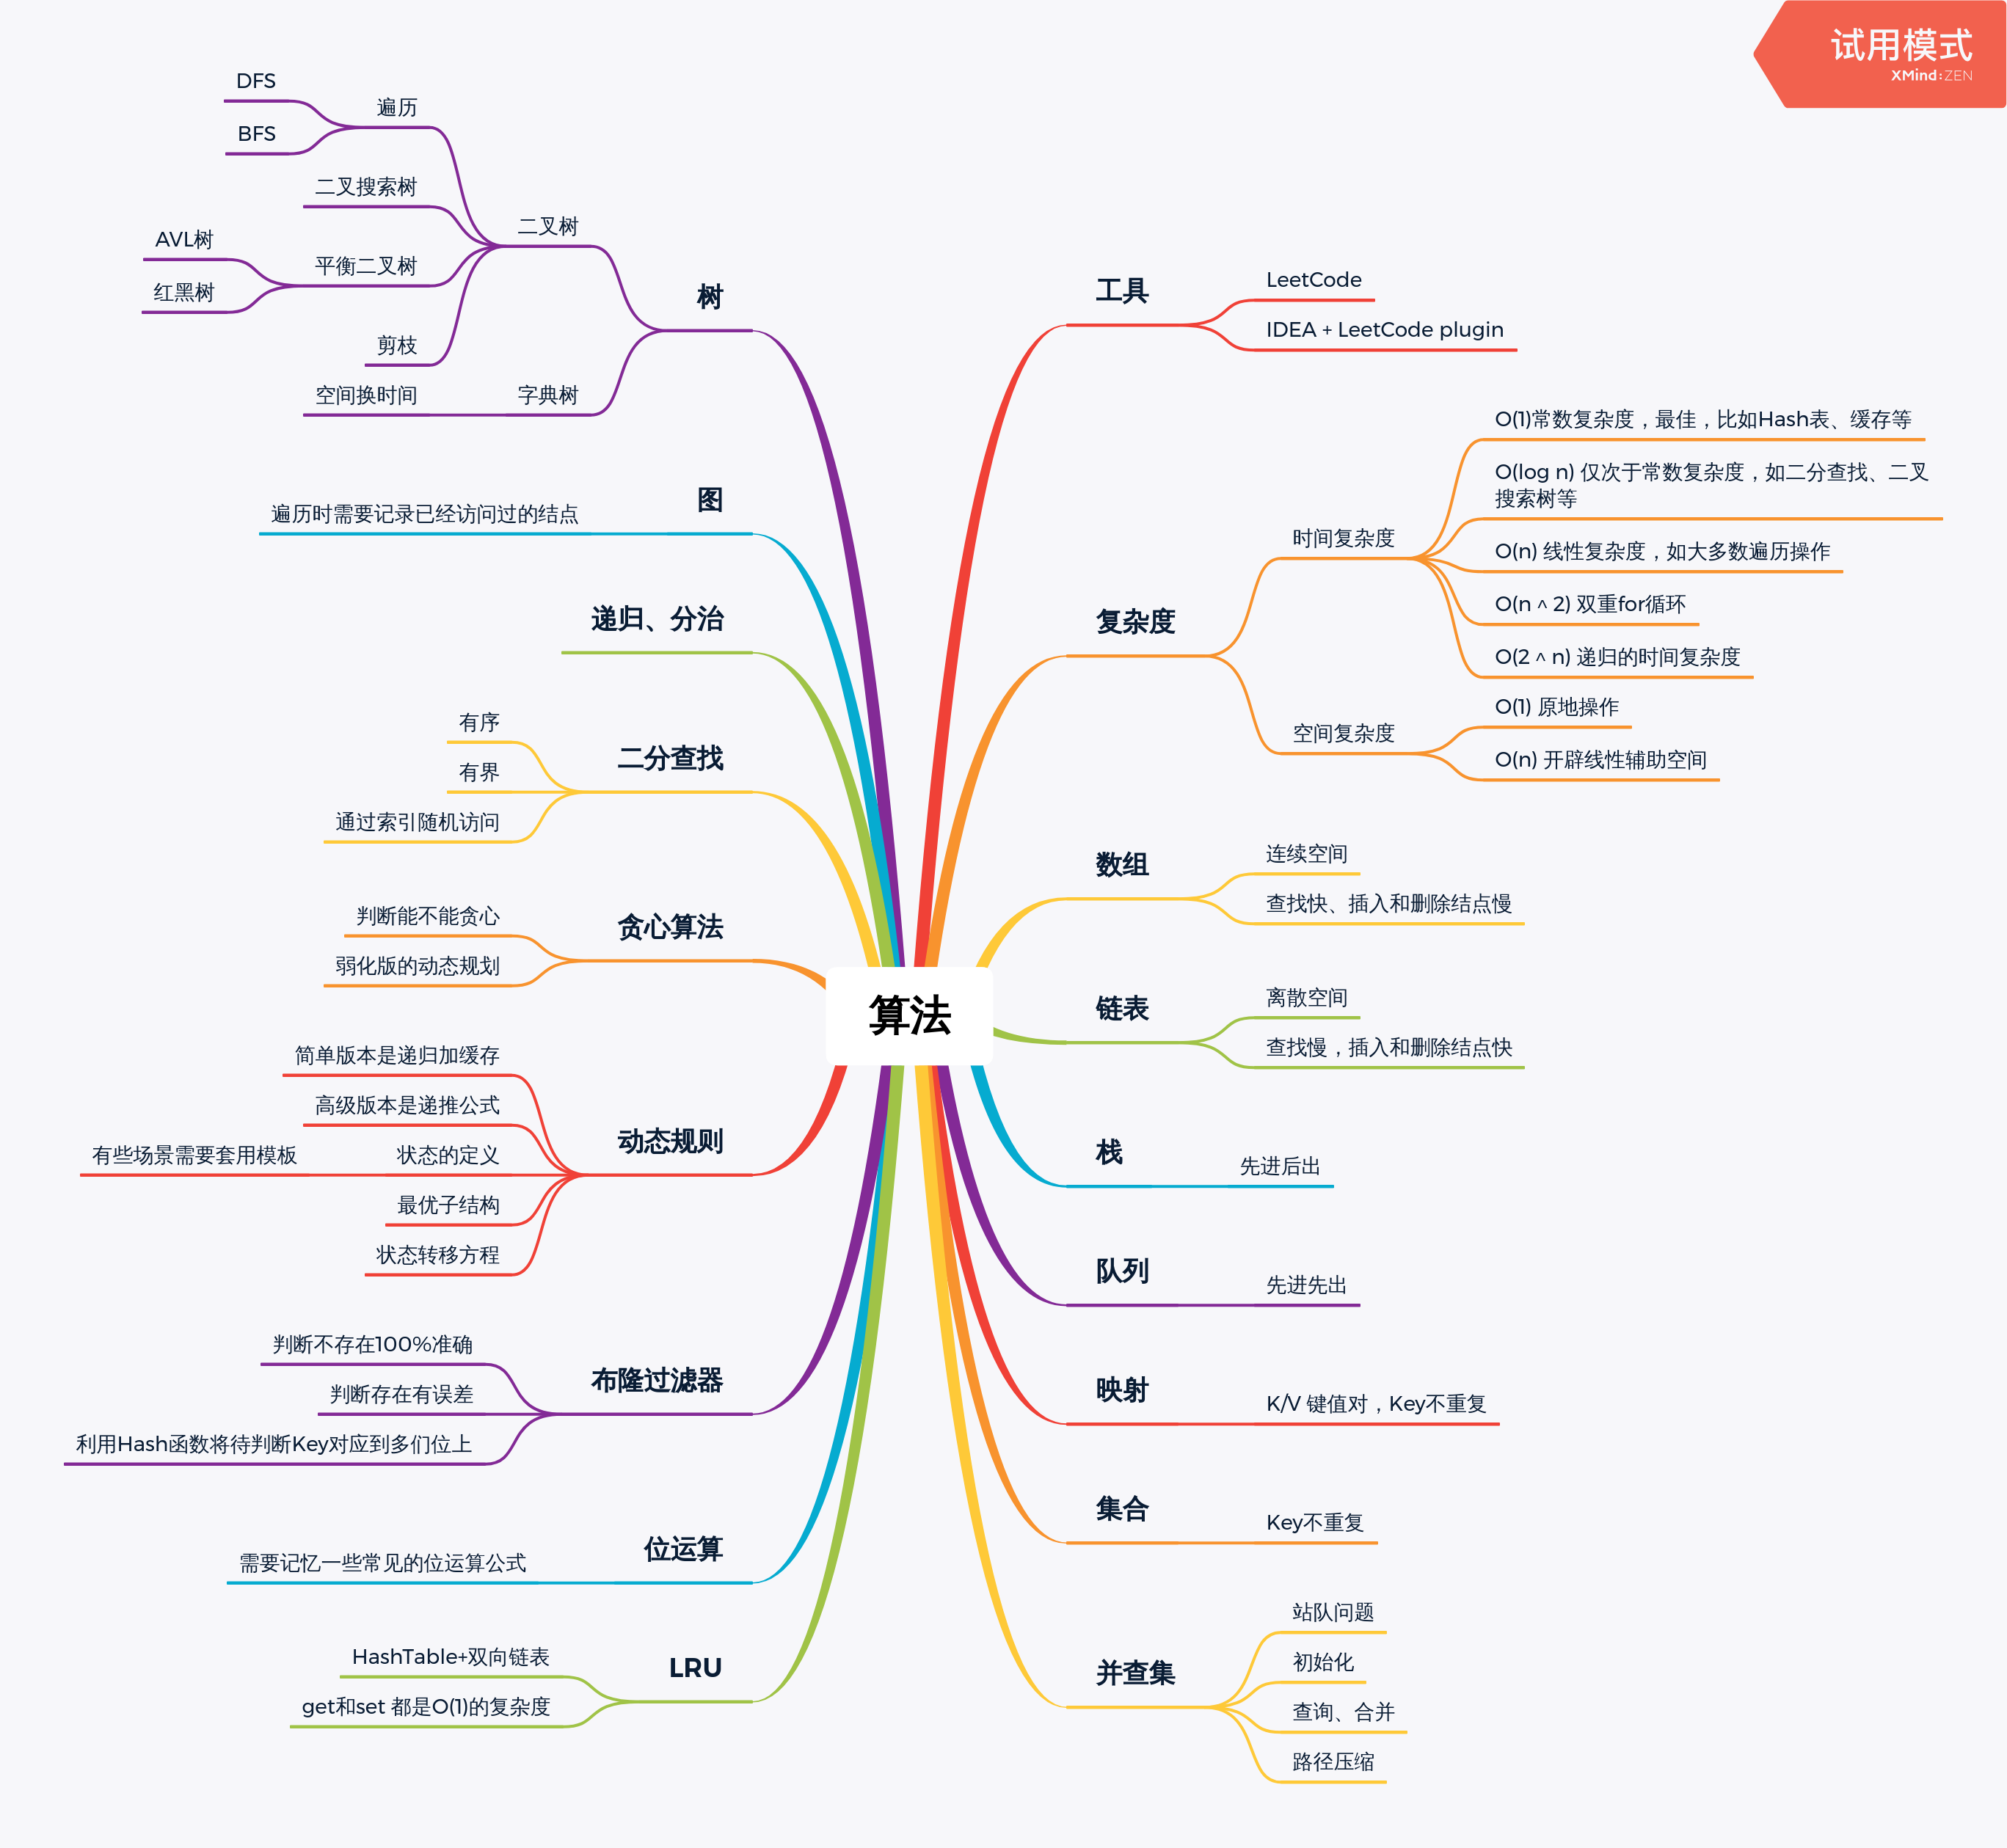 试用模式
XMind:ZEN
算法
工具
LeetCode
IDEA + LeetCode plugin
复杂度
时间复杂度
O(1)常数复杂度，最佳，比如Hash表、缓存等
O(log n) 仅次于常数复杂度，如二分查找、二叉
搜索树等
O(n) 线性复杂度，如大多数遍历操作
O(n ^ 2) 双重for循环
O(2 ^ n) 递归的时间复杂度
空间复杂度
O(1) 原地操作
O(n) 开辟线性辅助空间
数组
连续空间
查找快、插入和删除结点慢
链表
离散空间
查找慢，插入和删除结点快
栈
先进后出
队列
先进先出
映射
K/V 键值对，Key不重复
集合
Key不重复
并查集
站队问题
初始化
查询、合并
路径压缩
树
二叉树
遍历
DFS
BFS
二叉搜索树
平衡二叉树
AVL树
红黑树
剪枝
字典树
空间换时间
图
遍历时需要记录已经访问过的结点
递归、分治
二分查找
有序
有界
通过索引随机访问
贪心算法
判断能不能贪心
弱化版的动态规划
动态规则
简单版本是递归加缓存
高级版本是递推公式
状态的定义
有些场景需要套用模板
最优子结构
状态转移方程
布隆过滤器
判断不存在100%准确
判断存在有误差
利用Hash函数将待判断Key对应到多们位上
位运算
需要记忆一些常见的位运算公式
LRU
HashTable+双向链表
get和set 都是O(1)的复杂度